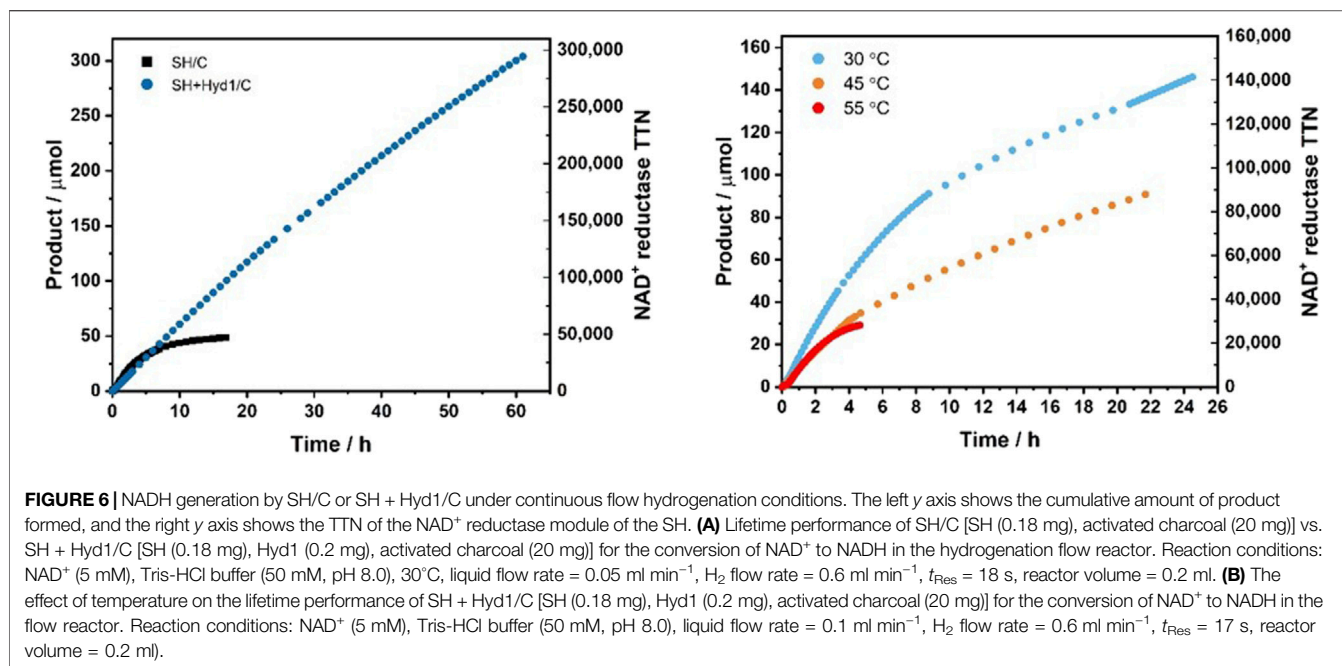 300
250
200
150
100
50
0
Product / μmol
SH/C
SH+Hyd1/C
300,000
250,000
200,000
150,000
100,000
50,000
0
NAD+ reductase TTN
0 10 20 30 40 50 60
Time / h
160
140
120
100
80
60
40
20
0
Product / μmol
30 °C
45 °C
55 °C
160,000
140,000
120,000
100,000
80,000
60,000
40,000
20,000
0
NAD+ reductase TTN
0 2 4 6 8 10 12 14 16 18 20 22 24 26
Time / h
FIGURE 6 | NADH generation by SH/C or SH + Hyd1/C under continuous flow hydrogenation conditions. The left y axis shows the cumulative amount of product
formed, and the right y axis shows the TTN of the NAD⁺ reductase module of the SH. (A) Lifetime performance of SH/C [SH (0.18 mg), activated charcoal (20 mg)] vs.
SH + Hyd1/C [SH (0.18 mg), Hyd1 (0.2 mg), activated charcoal (20 mg)] for the conversion of NAD⁺ to NADH in the hydrogenation flow reactor. Reaction conditions:
NAD⁺ (5 mM), Tris-HCl buffer (50 mM, pH 8.0), 30°C, liquid flow rate = 0.05 ml min⁻¹, H₂ flow rate = 0.6 ml min⁻¹, tRes = 18 s, reactor volume = 0.2 ml. (B) The
effect of temperature on the lifetime performance of SH + Hyd1/C [SH (0.18 mg), Hyd1 (0.2 mg), activated charcoal (20 mg)] for the conversion of NAD⁺ to NADH in the
flow reactor. Reaction conditions: NAD⁺ (5 mM), Tris-HCl buffer (50 mM, pH 8.0), liquid flow rate = 0.1 ml min⁻¹, H₂ flow rate = 0.6 ml min⁻¹, tRes = 17 s, reactor
volume = 0.2 ml).